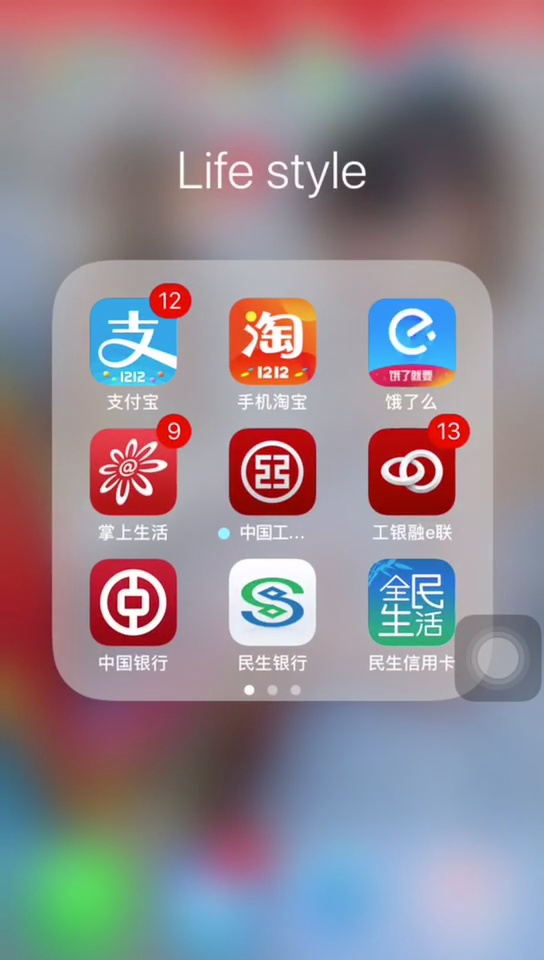 Life style
12
支
1212
支付宝
淘
1212
手机淘宝
饿了就要
饿了么
9
@
掌上生活
中国工...
13
工银融e联
中国银行
民生银行
全民
生活
民生信用卡